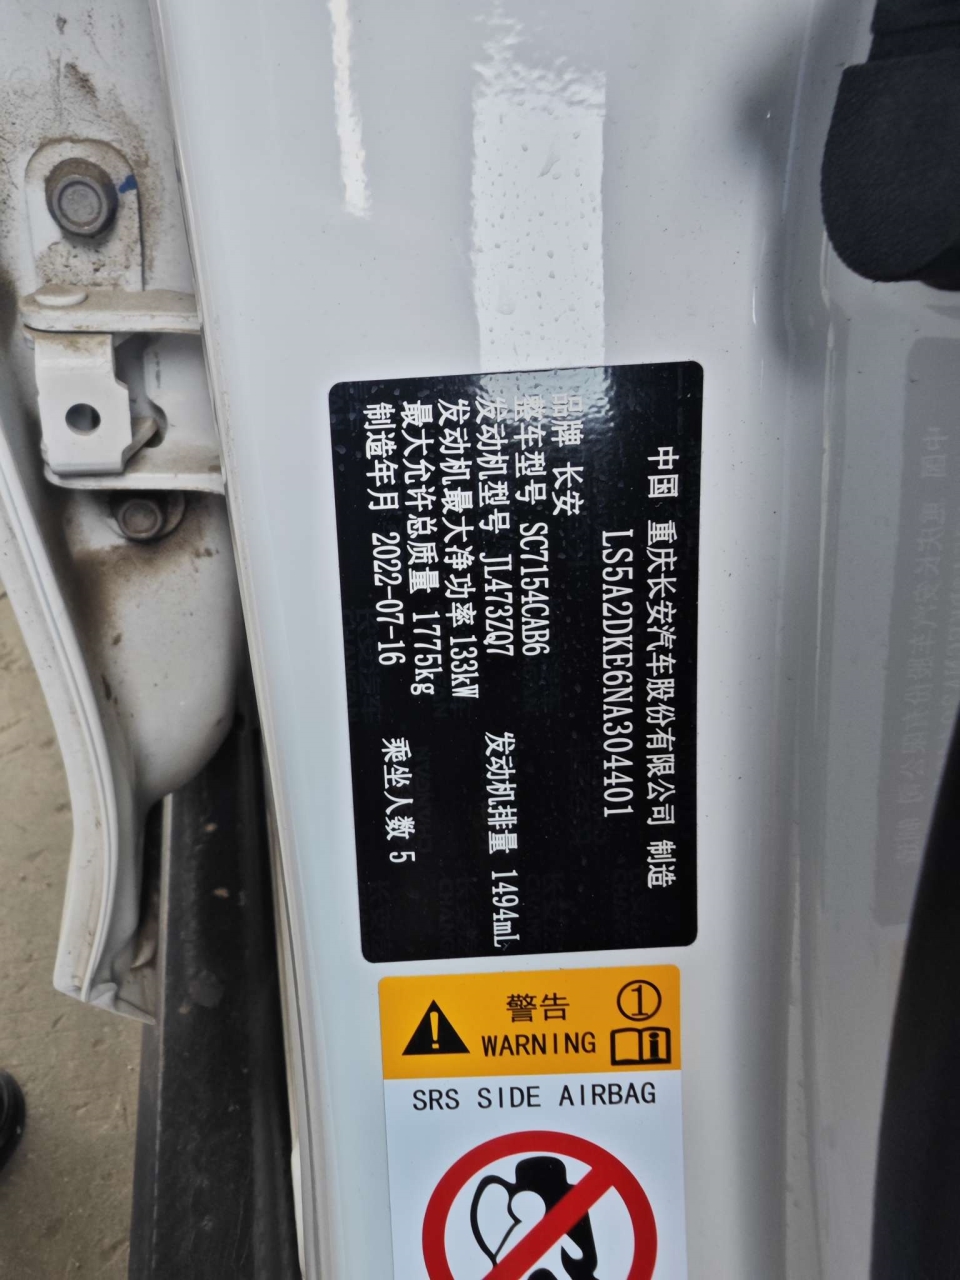 中国 重庆长安汽车股份有限公司 制造
LS5A2DKE6NA304401
品牌 长安
整车型号 SC7154CAB6
发动机型号 JL473ZQ7 发动机排量 1494mL
发动机最大净功率 133kW
最大允许总质量 1775kg
制造年月 2022-07-16 乘坐人数 5
警告 ①
WARNING
SRS SIDE AIRBAG